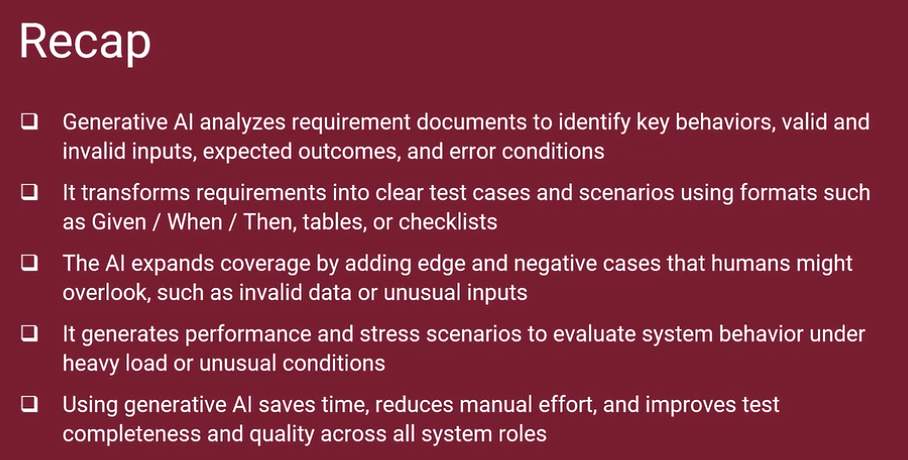 Recap
❑ Generative AI analyzes requirement documents to identify key behaviors, valid and
invalid inputs, expected outcomes, and error conditions
❑ It transforms requirements into clear test cases and scenarios using formats such
as Given / When / Then, tables, or checklists
❑ The AI expands coverage by adding edge and negative cases that humans might
overlook, such as invalid data or unusual inputs
❑ It generates performance and stress scenarios to evaluate system behavior under
heavy load or unusual conditions
❑ Using generative AI saves time, reduces manual effort, and improves test
completeness and quality across all system roles